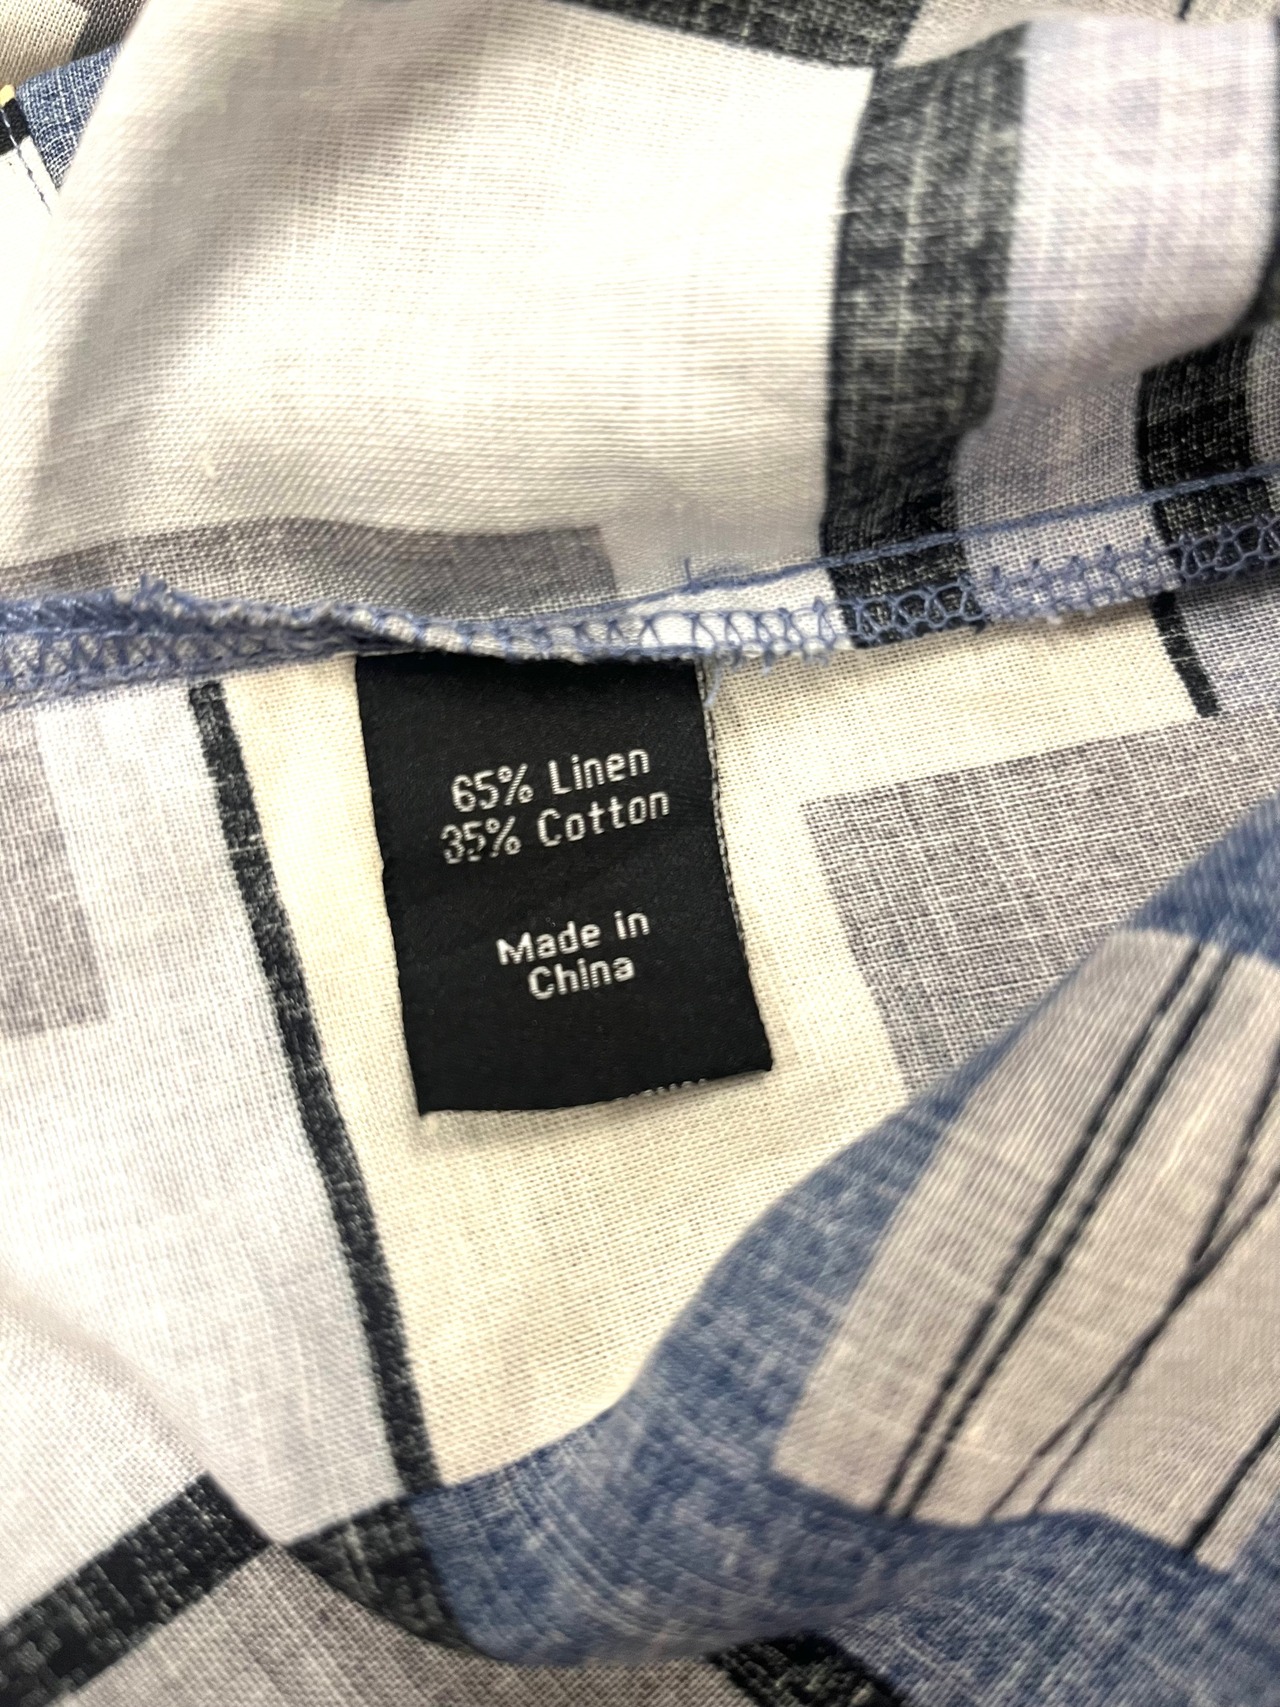 65% Linen
35% Cotton
Made in
China